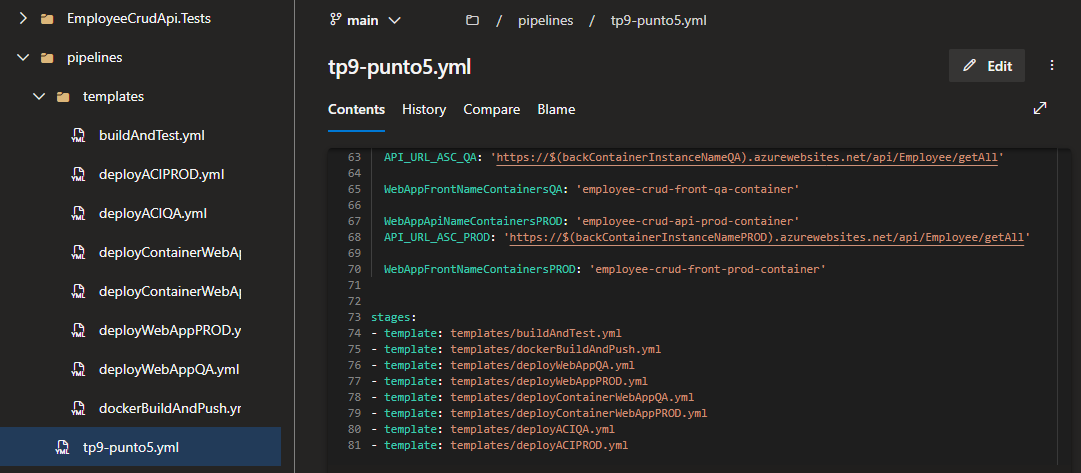 EmployeeCrudApi.Tests
pipelines
templates
buildAndTest.yml
deployACIPROD.yml
deployACIQA.yml
deployContainerWebA
deployContainerWebA
deployWebAppPROD.y
deployWebAppQA.yml
dockerBuildAndPush.y
tp9-punto5.yml
main
/ pipelines / tp9-punto5.yml
tp9-punto5.yml
Edit
Contents History Compare Blame
63 API_URL_ASC_QA: 'https://$(backContainerInstanceNameQA).azurewebsites.net/api/Employee/getAll'
64
65 WebAppFrontNameContainersQA: 'employee-crud-front-qa-container'
66
67 WebAppApiNameContainersPROD: 'employee-crud-api-prod-container'
68 API_URL_ASC_PROD: 'https://$(backContainerInstanceNamePROD).azurewebsites.net/api/Employee/getAll'
69
70 WebAppFrontNameContainersPROD: 'employee-crud-front-prod-container'
71
72
73 stages:
74 - template: templates/buildAndTest.yml
75 - template: templates/dockerBuildAndPush.yml
76 - template: templates/deployWebAppQA.yml
77 - template: templates/deployWebAppPROD.yml
78 - template: templates/deployContainerWebAppQA.yml
79 - template: templates/deployContainerWebAppPROD.yml
80 - template: templates/deployACIQA.yml
81 - template: templates/deployACIPROD.yml